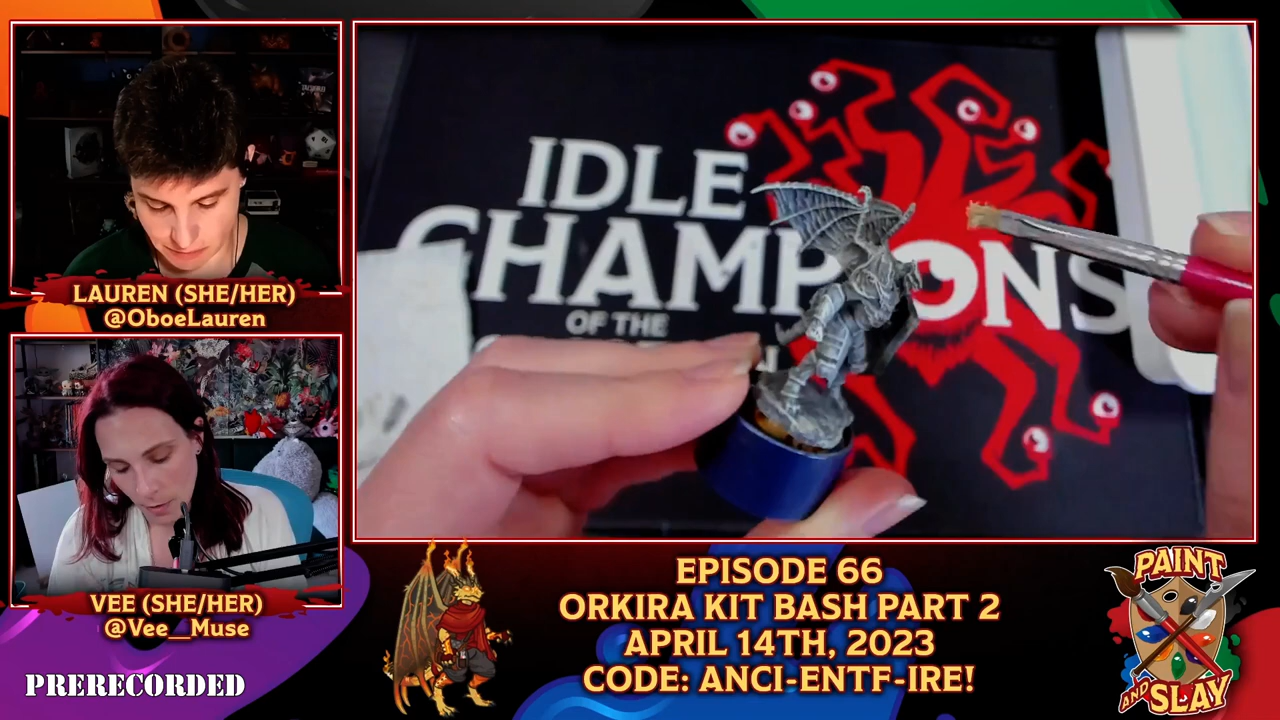 LAUREN (SHE/HER)
@OboeLauren
VEE (SHE/HER)
@Vee__Muse
PRERECORDED
IDLE
CHAMPIONS
OF THE
EPISODE 66
ORKIRA KIT BASH PART 2
APRIL 14TH, 2023
CODE: ANCI-ENTF-IRE!
PAINT
AND SLAY